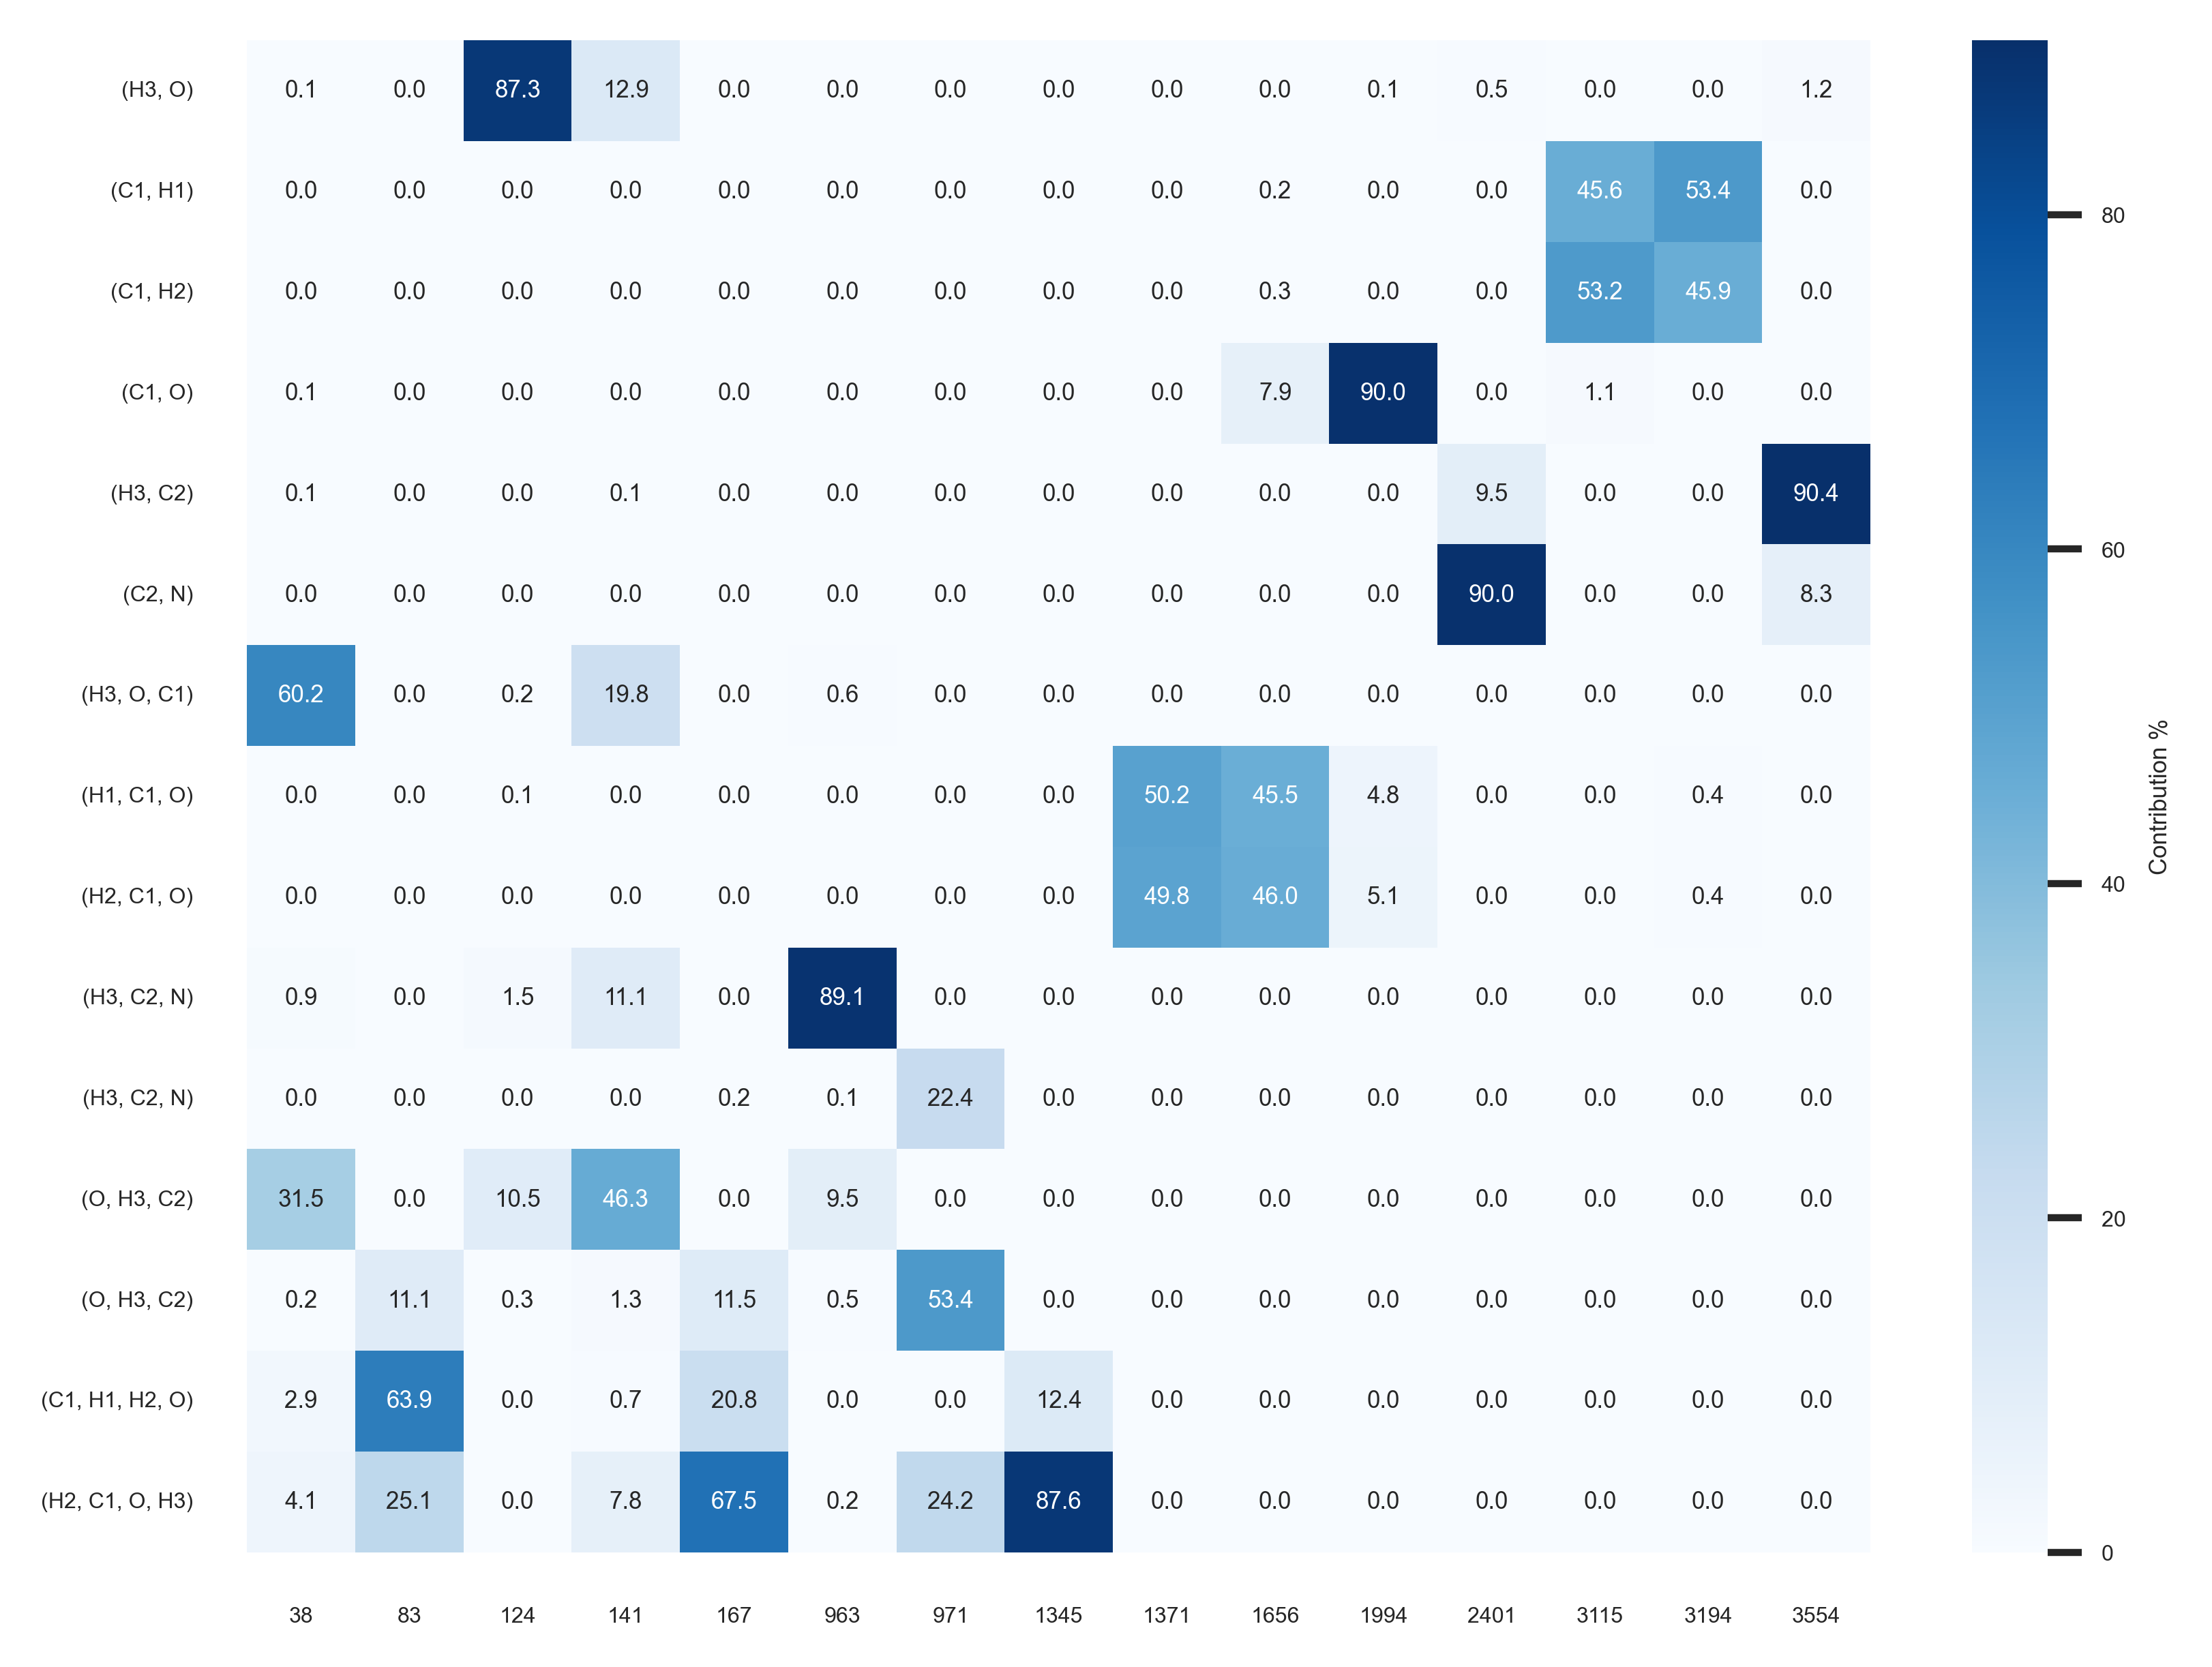 (H3, O) 0.1 0.0 87.3 12.9 0.0 0.0 0.0 0.0 0.0 0.0 0.1 0.5 0.0 0.0 1.2
(C1, H1) 0.0 0.0 0.0 0.0 0.0 0.0 0.0 0.0 0.0 0.2 0.0 0.0 45.6 53.4 0.0
(C1, H2) 0.0 0.0 0.0 0.0 0.0 0.0 0.0 0.0 0.0 0.3 0.0 0.0 53.2 45.9 0.0
(C1, O) 0.1 0.0 0.0 0.0 0.0 0.0 0.0 0.0 0.0 7.9 90.0 0.0 1.1 0.0 0.0
(H3, C2) 0.1 0.0 0.0 0.1 0.0 0.0 0.0 0.0 0.0 0.0 0.0 9.5 0.0 0.0 90.4
(C2, N) 0.0 0.0 0.0 0.0 0.0 0.0 0.0 0.0 0.0 0.0 0.0 90.0 0.0 0.0 8.3
(H3, O, C1) 60.2 0.0 0.2 19.8 0.0 0.6 0.0 0.0 0.0 0.0 0.0 0.0 0.0 0.0 0.0
(H1, C1, O) 0.0 0.0 0.1 0.0 0.0 0.0 0.0 0.0 50.2 45.5 4.8 0.0 0.0 0.4 0.0
(H2, C1, O) 0.0 0.0 0.0 0.0 0.0 0.0 0.0 0.0 49.8 46.0 5.1 0.0 0.0 0.4 0.0
(H3, C2, N) 0.9 0.0 1.5 11.1 0.0 89.1 0.0 0.0 0.0 0.0 0.0 0.0 0.0 0.0 0.0
(H3, C2, N) 0.0 0.0 0.0 0.0 0.2 0.1 22.4 0.0 0.0 0.0 0.0 0.0 0.0 0.0 0.0
(O, H3, C2) 31.5 0.0 10.5 46.3 0.0 9.5 0.0 0.0 0.0 0.0 0.0 0.0 0.0 0.0 0.0
(O, H3, C2) 0.2 11.1 0.3 1.3 11.5 0.5 53.4 0.0 0.0 0.0 0.0 0.0 0.0 0.0 0.0
(C1, H1, H2, O) 2.9 63.9 0.0 0.7 20.8 0.0 0.0 12.4 0.0 0.0 0.0 0.0 0.0 0.0 0.0
(H2, C1, O, H3) 4.1 25.1 0.0 7.8 67.5 0.2 24.2 87.6 0.0 0.0 0.0 0.0 0.0 0.0 0.0
38 83 124 141 167 963 971 1345 1371 1656 1994 2401 3115 3194 3554
80
60
40
20
0
Contribution %